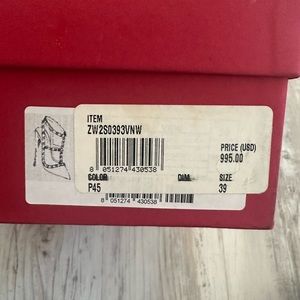 ITEM
ZW2S0393VNW
PRICE (USD)
995.00
8 051274 430538
COLOR DIM. SIZE
P45 39
8 051274 430538